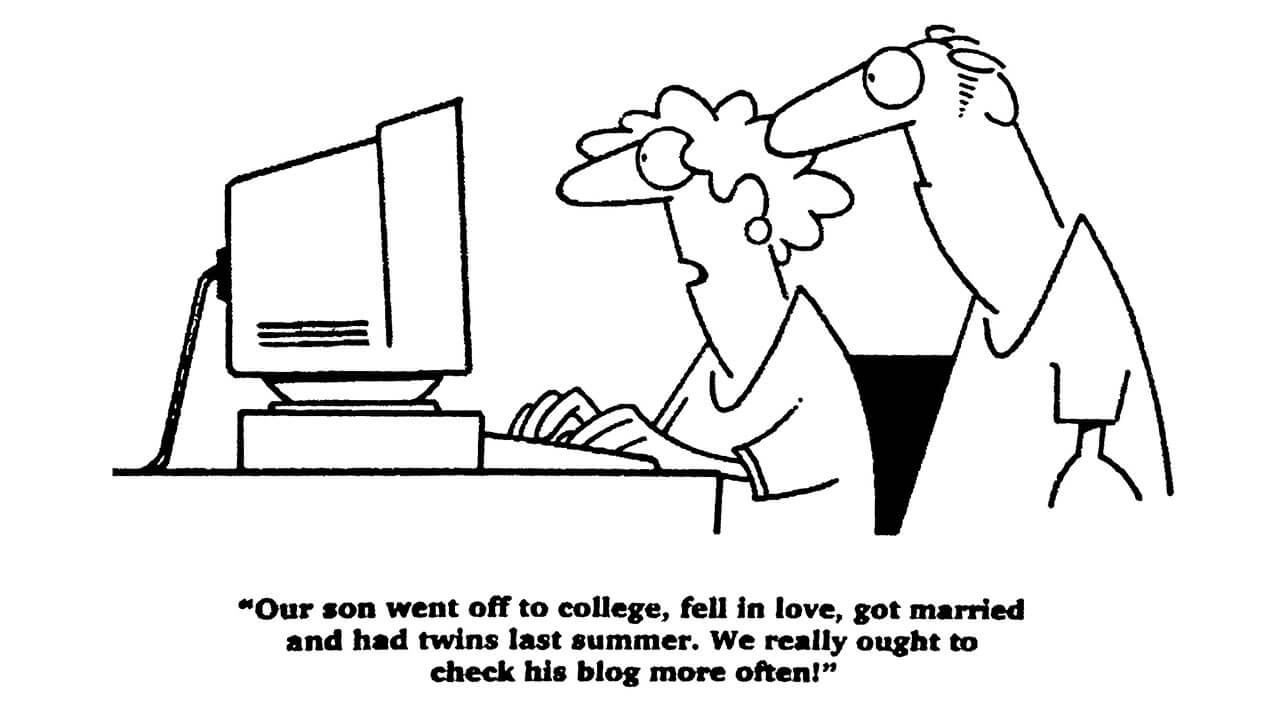 “Our son went off to college, fell in love, got married
and had twins last summer. We really ought to
check his blog more often!”